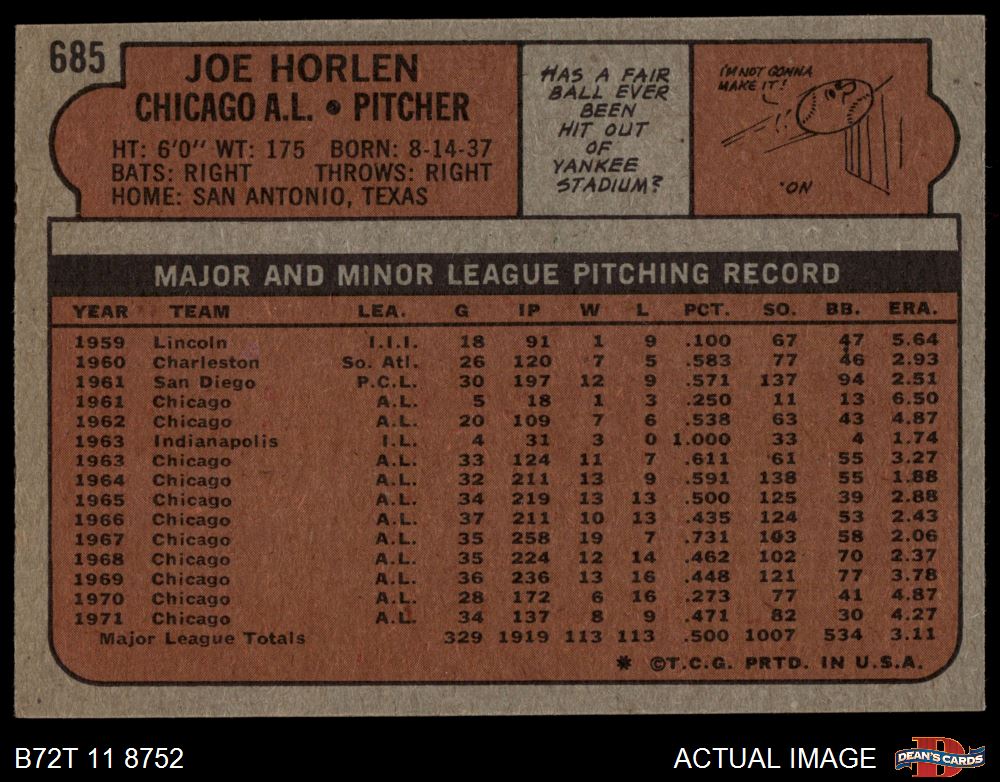 685
JOE HORLEN
CHICAGO A.L. • PITCHER
HT: 6'0" WT: 175 BORN: 8-14-37
BATS: RIGHT THROWS: RIGHT
HOME: SAN ANTONIO, TEXAS
HAS A FAIR
BALL EVER
BEEN
HIT OUT
OF
YANKEE
STADIUM?
I'M NOT GONNA
MAKE IT!
"ON
MAJOR AND MINOR LEAGUE PITCHING RECORD
YEAR TEAM LEA. G IP W L PCT. SO. BB. ERA.
1959 Lincoln I.I.I. 18 91 1 9 .100 67 47 5.64
1960 Charleston So. Atl. 26 120 7 5 .583 77 46 2.93
1961 San Diego P.C.L. 30 197 12 9 .571 137 94 2.51
1961 Chicago A.L. 5 18 1 3 .250 11 13 6.50
1962 Chicago A.L. 20 109 7 6 .538 63 43 4.87
1963 Indianapolis I.L. 4 31 3 0 1.000 33 4 1.74
1963 Chicago A.L. 33 124 11 7 .611 61 55 3.27
1964 Chicago A.L. 32 211 13 9 .591 138 55 1.88
1965 Chicago A.L. 34 219 13 13 .500 125 39 2.88
1966 Chicago A.L. 37 211 10 13 .435 124 53 2.43
1967 Chicago A.L. 35 258 19 7 .731 103 58 2.06
1968 Chicago A.L. 35 224 12 14 .462 102 70 2.37
1969 Chicago A.L. 36 236 13 16 .448 121 77 3.78
1970 Chicago A.L. 28 172 6 16 .273 77 41 4.87
1971 Chicago A.L. 34 137 8 9 .471 82 30 4.27
Major League Totals 329 1919 113 113 .500 1007 534 3.11
* ©T.C.G. PRTD. IN U.S.A.
B72T 11 8752
ACTUAL IMAGE
D
DEAN'S CARDS